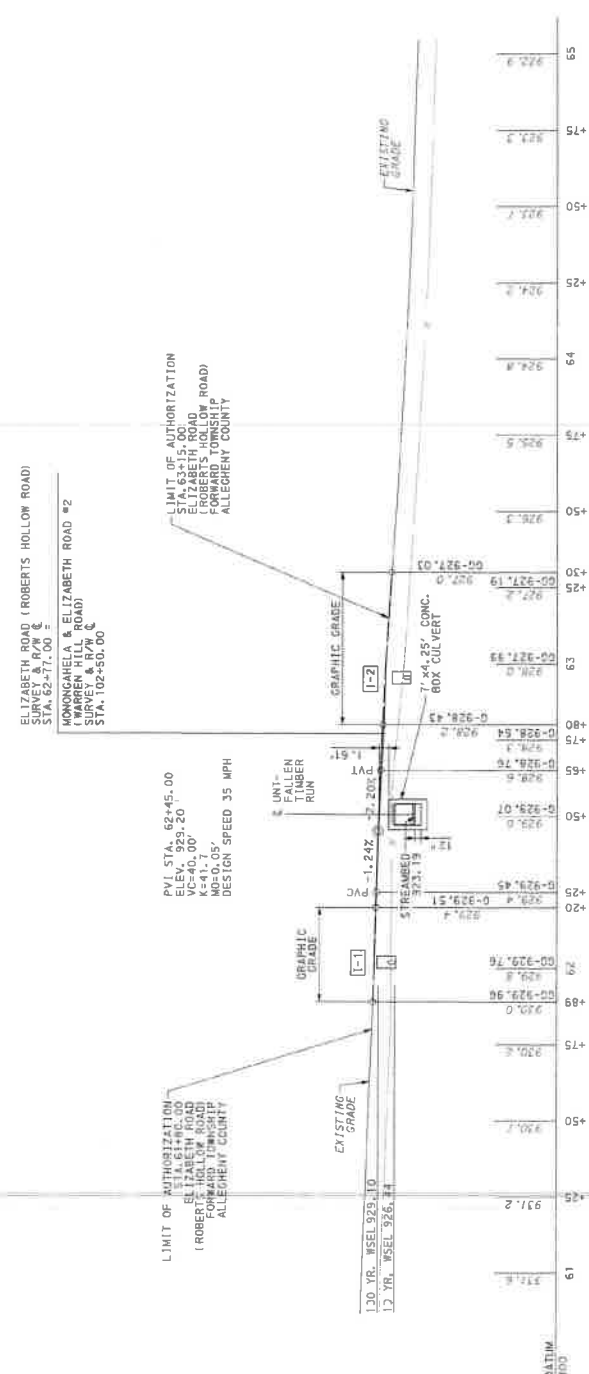 ELIZABETH ROAD (ROBERTS HOLLOW ROAD)
SURVEY & R/W ℄
STA. 62+77.00 =
MONONGAHELA & ELIZABETH ROAD #2
(WARREN HILL ROAD)
SURVEY & R/W ℄
STA. 102+50.00
LIMIT OF AUTHORIZATION
STA. 61+80.00
ELIZABETH ROAD
(ROBERTS HOLLOW ROAD)
FORWARD TOWNSHIP
ALLEGHENY COUNTY
PVI STA. 62+45.00
ELEV. 929.20
VC=40.00'
K=41.7
MO=0.05'
DESIGN SPEED 35 MPH
LIMIT OF AUTHORIZATION
STA. 63+15.00
ELIZABETH ROAD
(ROBERTS HOLLOW ROAD)
FORWARD TOWNSHIP
ALLEGHENY COUNTY
UNT-
FALLEN
TIMBER
RUN
GRAPHIC
GRADE
GRAPHIC GRADE
EXISTING
GRADE
EXISTING
GRADE
I-1
I-2
PVC
-1.24%
-2.20%
PVT
1.61'
100 YR. WSEL 929.10
10 YR. WSEL 926.44
STREAMBED
923.19
12"
7'x4.25' CONC.
BOX CULVERT
931.2
930.7
930.2
930.0
GG-929.96
929.8
GG-929.76
929.4
G-929.51
929.4
G-929.45
929.0
G-929.07
928.6
G-928.76
928.3
G-928.54
928.2
G-928.43
928.0
GG-927.99
927.2
GG-927.19
927.0
GG-927.03
926.3
925.5
924.8
924.2
923.7
923.3
922.9
DATUM
61
+25
+50
+75
+89
62
+20
+25
+50
+65
+75
+80
63
+25
+30
+50
+75
64
+25
+50
+75
65